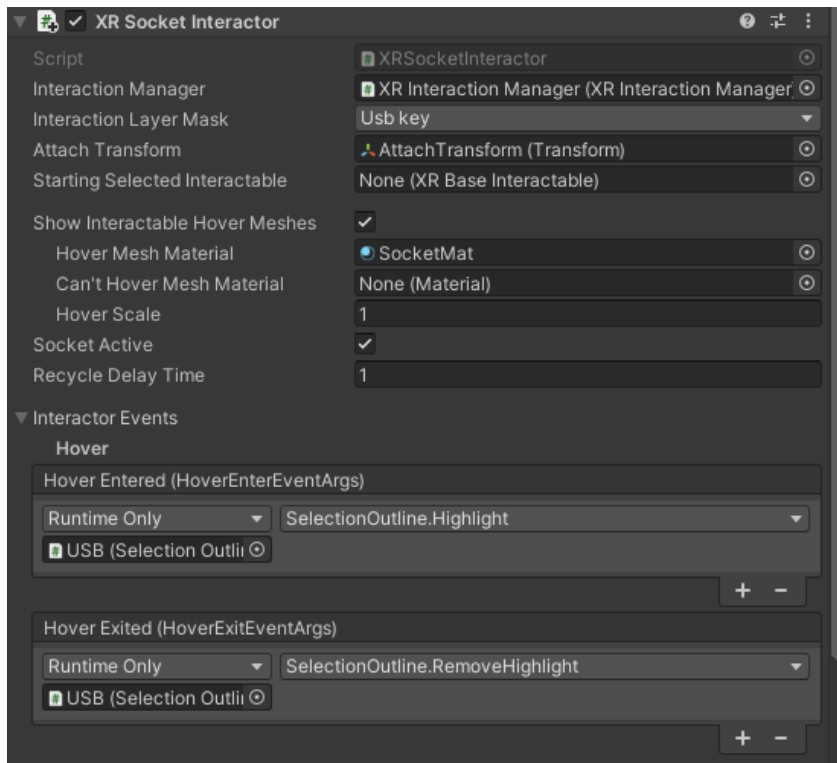 XR Socket Interactor
Script XRSocketInteractor
Interaction Manager XR Interaction Manager (XR Interaction Manager)
Interaction Layer Mask Usb key
Attach Transform AttachTransform (Transform)
Starting Selected Interactable None (XR Base Interactable)
Show Interactable Hover Meshes
Hover Mesh Material SocketMat
Can't Hover Mesh Material None (Material)
Hover Scale 1
Socket Active
Recycle Delay Time 1
Interactor Events
Hover
Hover Entered (HoverEnterEventArgs)
Runtime Only SelectionOutline.Highlight
USB (Selection Outli
Hover Exited (HoverExitEventArgs)
Runtime Only SelectionOutline.RemoveHighlight
USB (Selection Outli